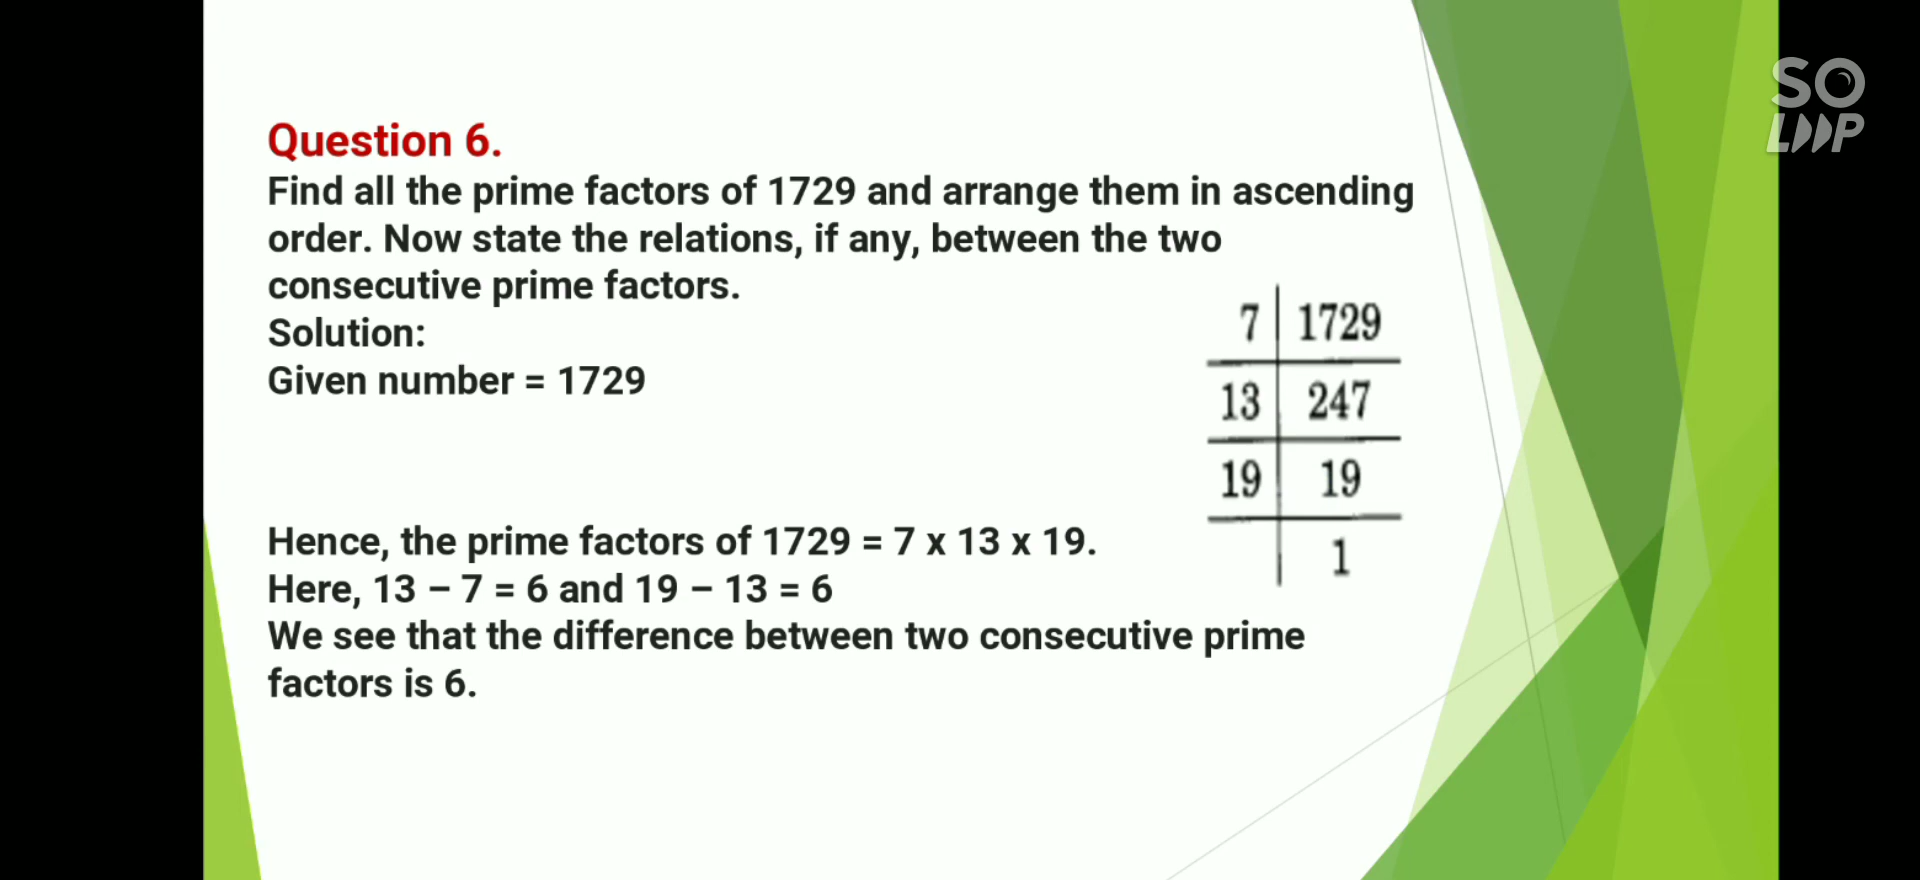 SO
LOOP
Question 6.
Find all the prime factors of 1729 and arrange them in ascending
order. Now state the relations, if any, between the two
consecutive prime factors.
Solution:
Given number = 1729
7 1729
13 247
19 19
1
Hence, the prime factors of 1729 = 7 x 13 x 19.
Here, 13 – 7 = 6 and 19 – 13 = 6
We see that the difference between two consecutive prime
factors is 6.